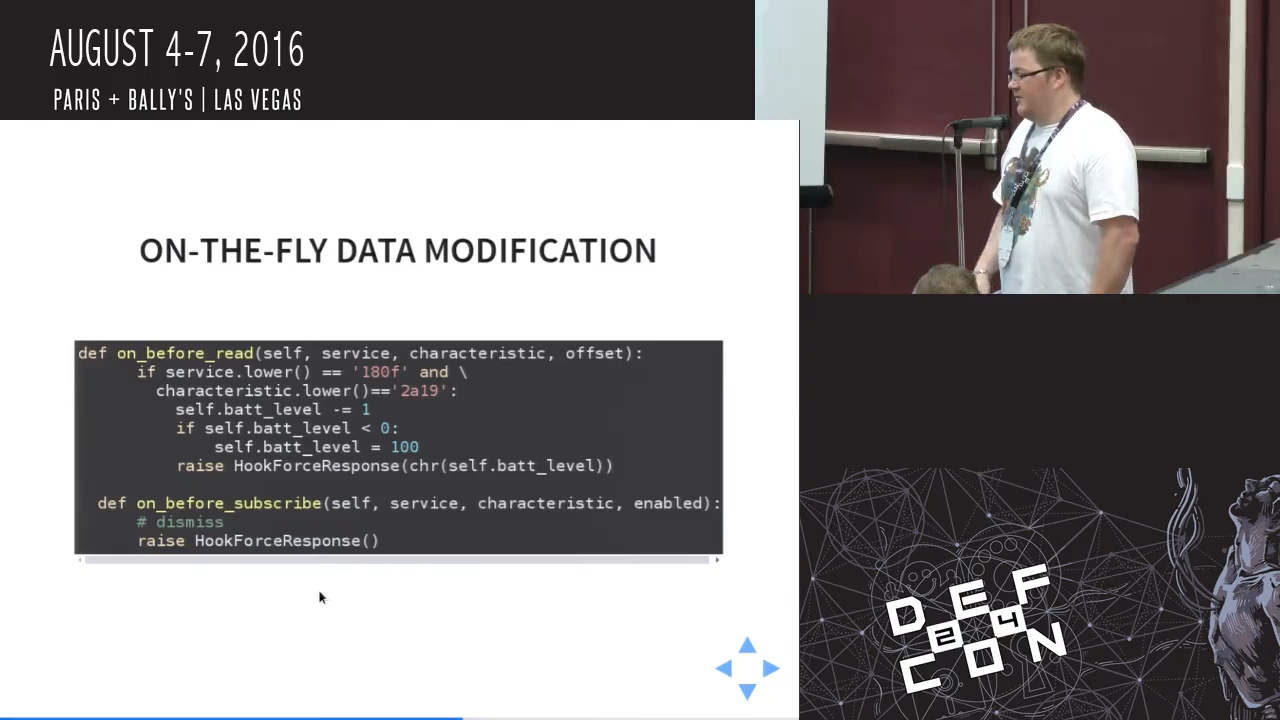 AUGUST 4-7, 2016
PARIS + BALLY'S | LAS VEGAS
ON-THE-FLY DATA MODIFICATION
def on_before_read(self, service, characteristic, offset):
      if service.lower() == '180f' and \
        characteristic.lower()=='2a19':
          self.batt_level -= 1
          if self.batt_level < 0:
              self.batt_level = 100
          raise HookForceResponse(chr(self.batt_level))
  def on_before_subscribe(self, service, characteristic, enabled):
      # dismiss
      raise HookForceResponse()
DEF
24
CON